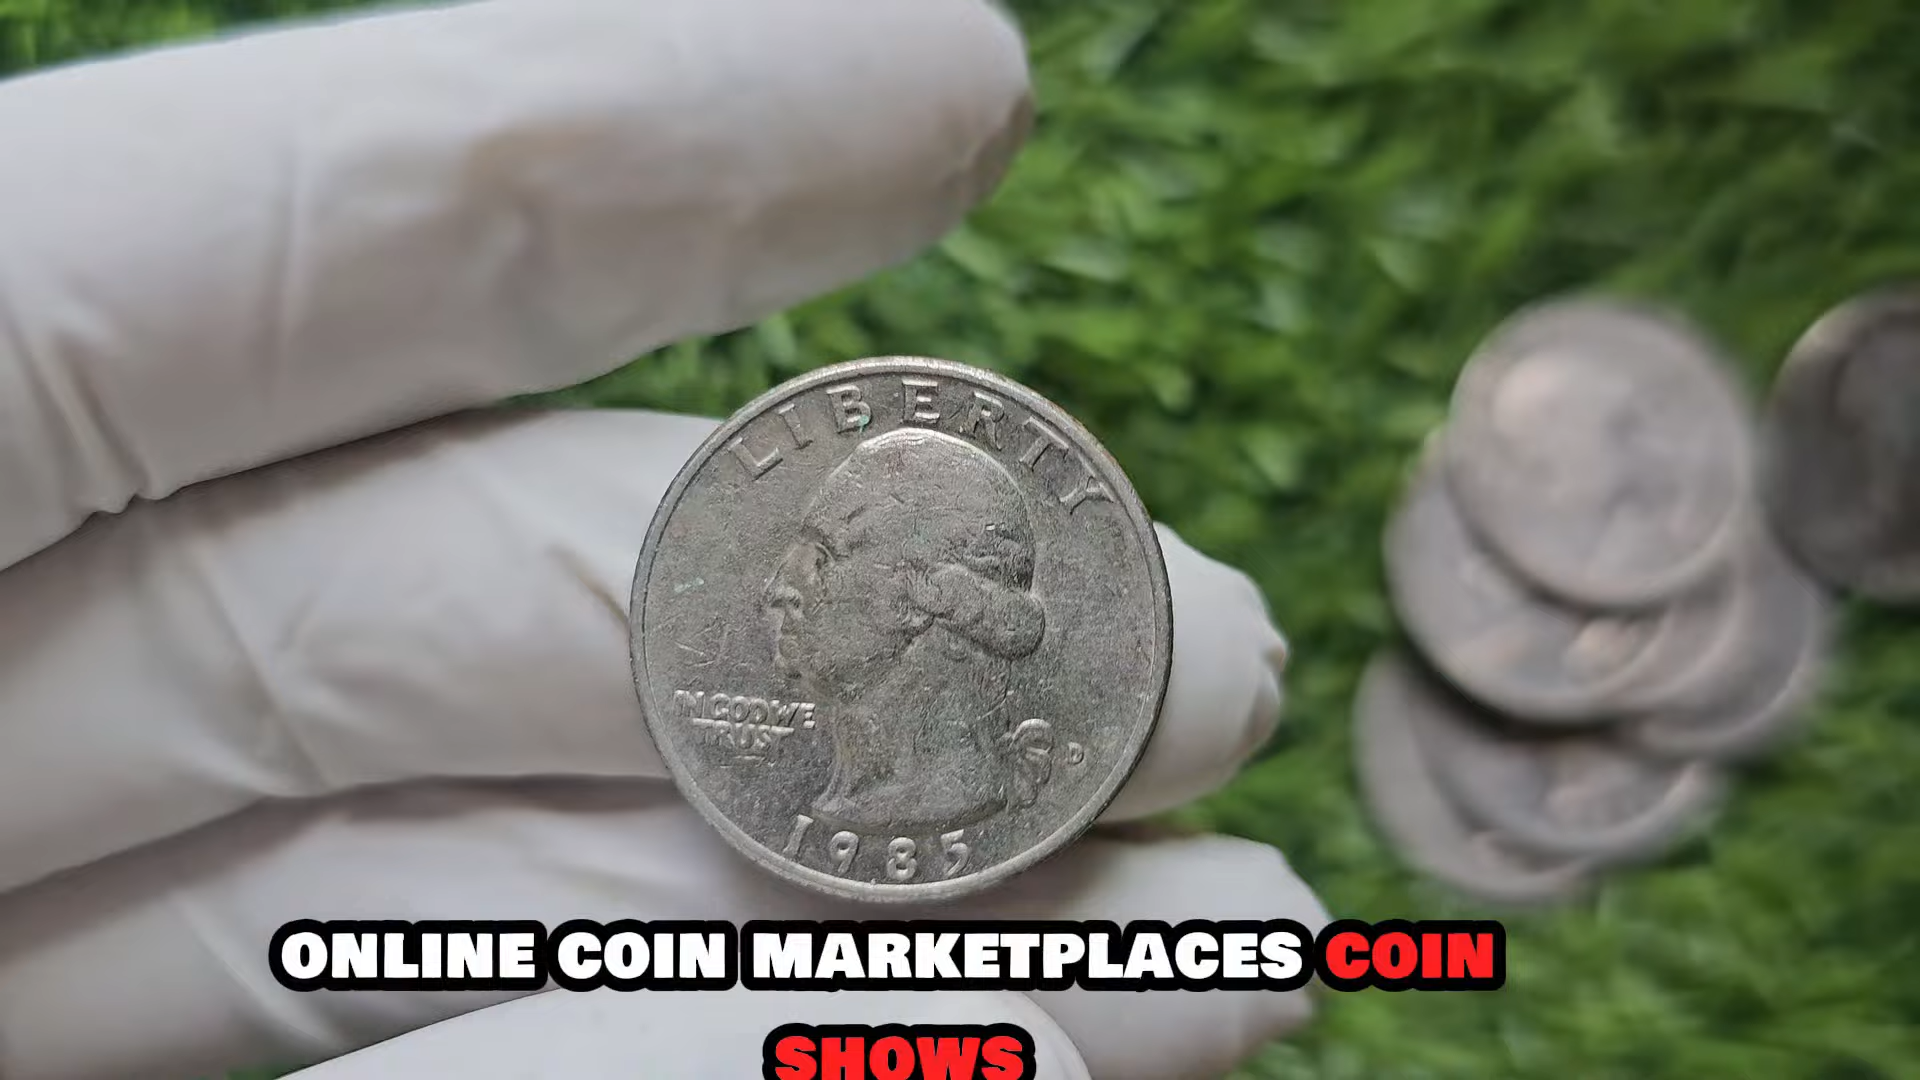 LIBERTY
IN GOD WE
TRUST
D
1985
ONLINE COIN MARKETPLACES COIN
SHOWS